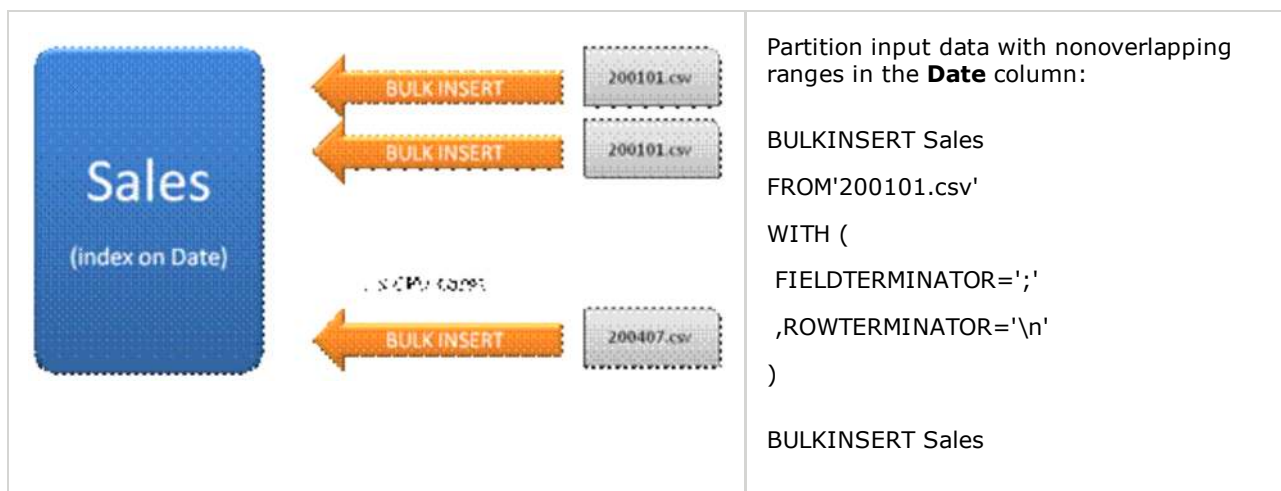 Sales
(index on Date)
BULK INSERT
200101.csv
BULK INSERT
200101.csv
BULK INSERT
200407.csv
Partition input data with nonoverlapping
ranges in the Date column:
BULKINSERT Sales
FROM'200101.csv'
WITH (
FIELDTERMINATOR=';'
,ROWTERMINATOR='\n'
)
BULKINSERT Sales